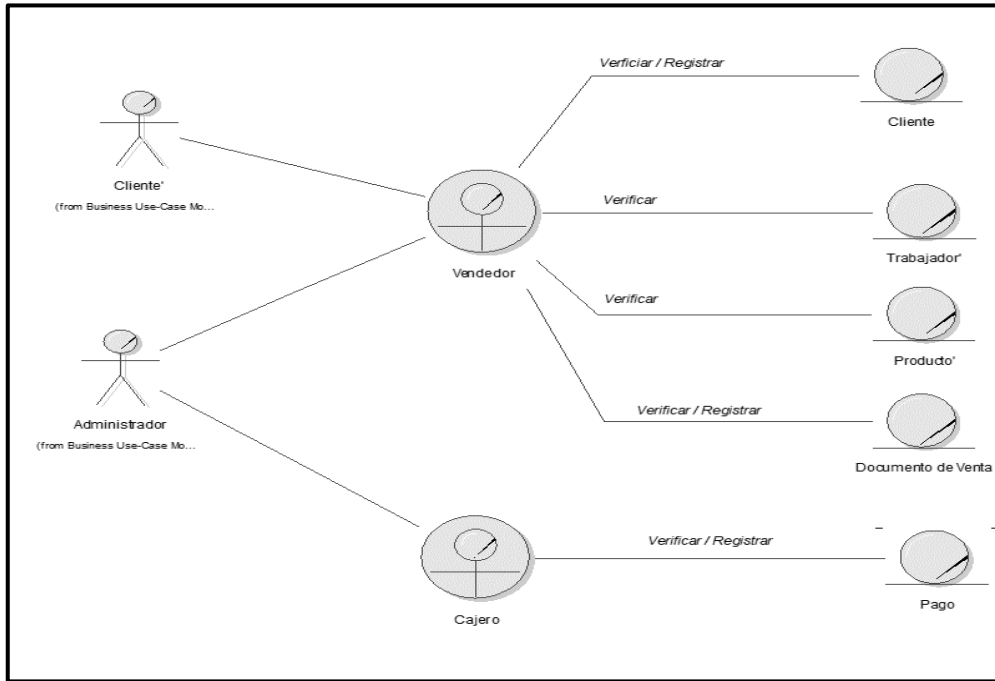 Verficiar / Registrar
Cliente
Cliente'
(from Business Use-Case Mo...
Verificar
Trabajador'
Vendedor
Verificar
Producto'
Administrador
(from Business Use-Case Mo...
Verificar / Registrar
Documento de Venta
Verificar / Registrar
Cajero
Pago